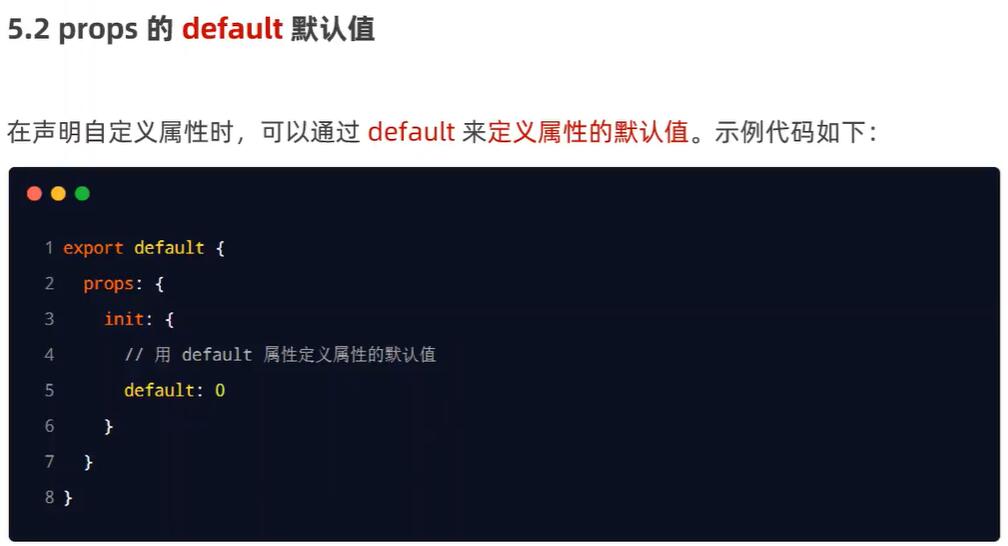 5.2 props 的 default 默认值
在声明自定义属性时，可以通过 default 来定义属性的默认值。示例代码如下：
1 export default {
2   props: {
3     init: {
4       // 用 default 属性定义属性的默认值
5       default: 0
6     }
7   }
8 }